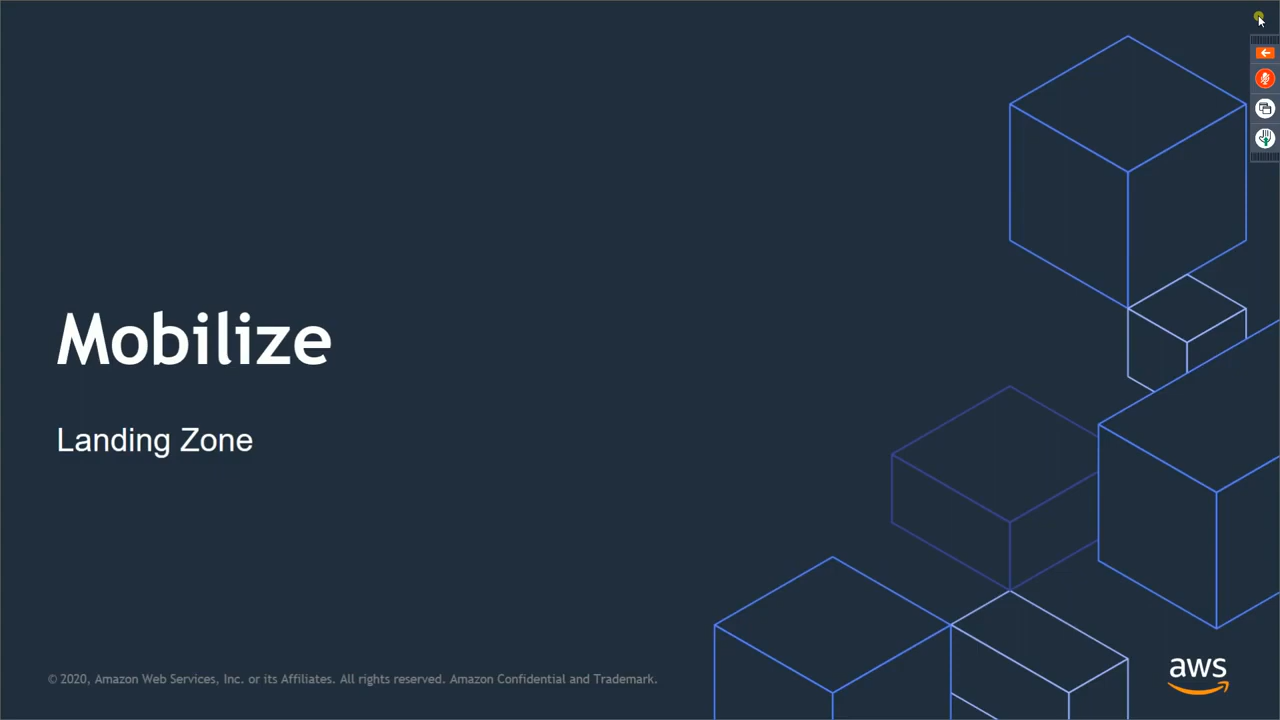 Mobilize
Landing Zone
© 2020, Amazon Web Services, Inc. or its Affiliates. All rights reserved. Amazon Confidential and Trademark.
aws